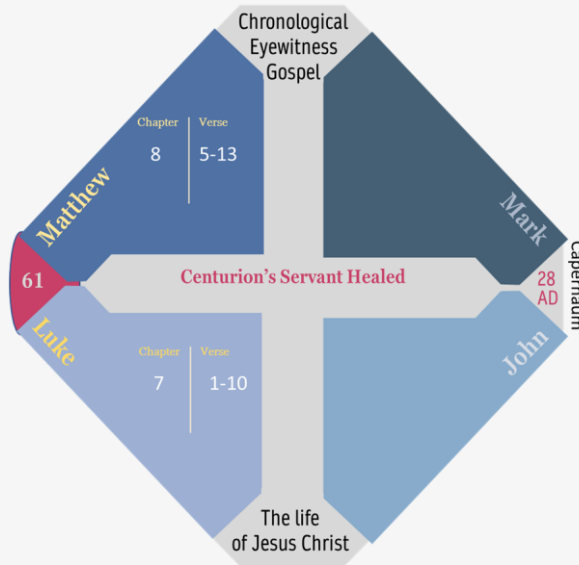 Chronological
Eyewitness
Gospel
Chapter Verse
8 5-13
Matthew
Mark
Centurion's Servant Healed
61
28
AD
Capernaum
Luke
John
Chapter Verse
7 1-10
The life
of Jesus Christ